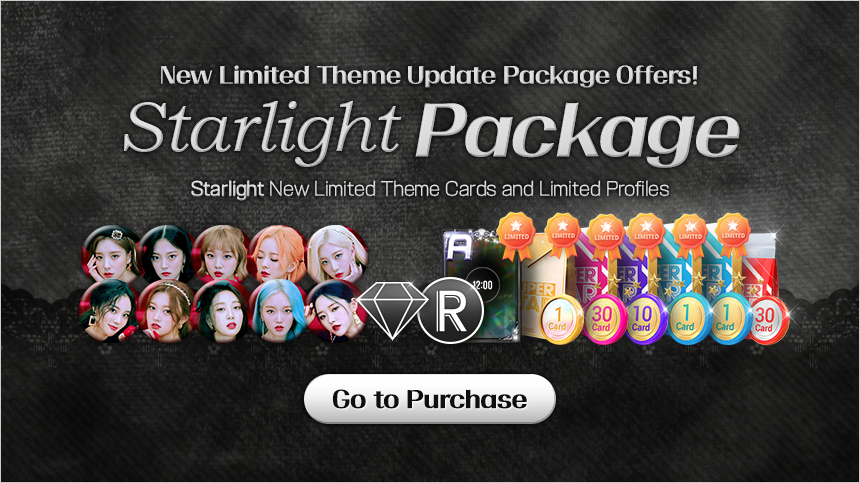 New Limited Theme Update Package Offers!
Starlight Package
Starlight New Limited Theme Cards and Limited Profiles
LIMITED LIMITED LIMITED LIMITED LIMITED LIMITED
A
12:00
R
1 Card 30 Card 10 Card 1 Card 1 Card 30 Card
Go to Purchase